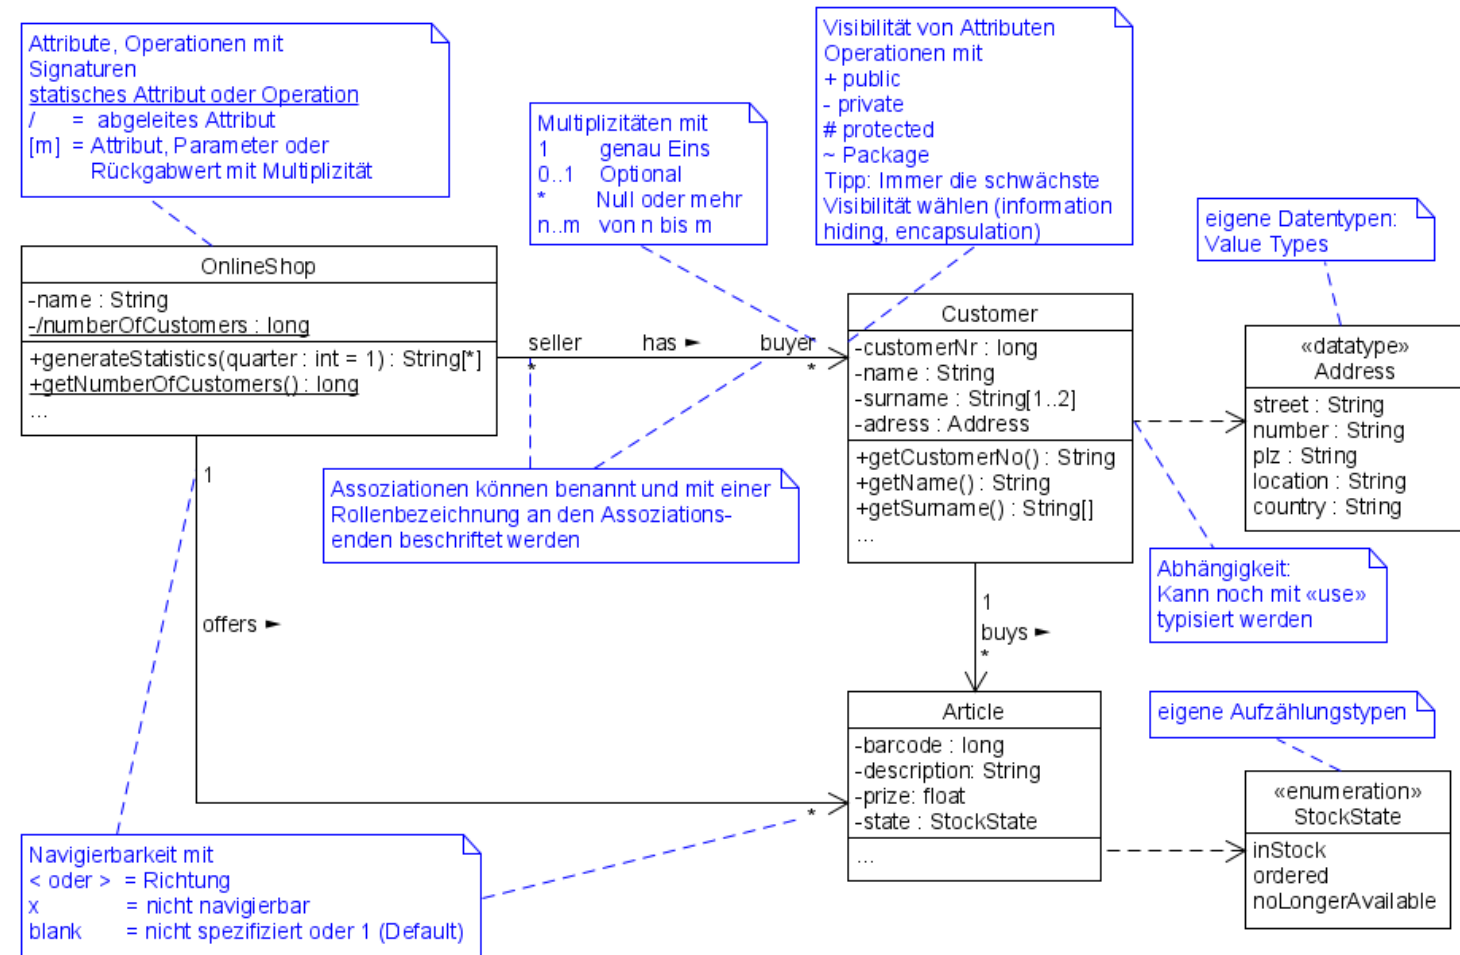 Attribute, Operationen mit
Signaturen
statisches Attribut oder Operation
/ = abgeleites Attribut
[m] = Attribut, Parameter oder
Rückgabwert mit Multiplizität
Multiplizitäten mit
1 genau Eins
0..1 Optional
* Null oder mehr
n..m von n bis m
Visibilität von Attributen
Operationen mit
+ public
- private
# protected
~ Package
Tipp: Immer die schwächste
Visibilität wählen (information
hiding, encapsulation)
eigene Datentypen:
Value Types
OnlineShop
-name : String
-/numberOfCustomers : long
+generateStatistics(quarter : int = 1) : String[*]
+getNumberOfCustomers() : long
...
seller has ► buyer
* *
Customer
-customerNr : long
-name : String
-surname : String[1..2]
-adress : Address
+getCustomerNo() : String
+getName() : String
+getSurname() : String[]
...
«datatype»
Address
street : String
number : String
plz : String
location : String
country : String
1
Assoziationen können benannt und mit einer
Rollenbezeichnung an den Assoziations-
enden beschriftet werden
Abhängigkeit:
Kann noch mit «use»
typisiert werden
offers ►
1
buys ►
*
Article
-barcode : long
-description: String
-prize: float
-state : StockState
...
*
eigene Aufzählungstypen
«enumeration»
StockState
inStock
ordered
noLongerAvailable
Navigierbarkeit mit
< oder > = Richtung
x = nicht navigierbar
blank = nicht spezifiziert oder 1 (Default)